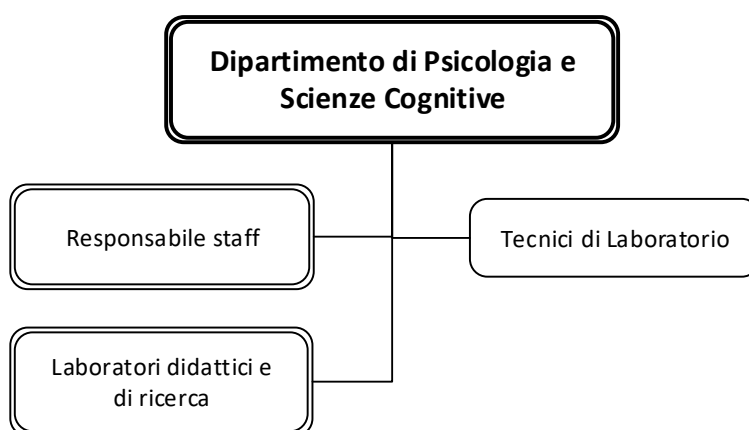 Dipartimento di Psicologia e
Scienze Cognitive
Responsabile staff
Tecnici di Laboratorio
Laboratori didattici e
di ricerca